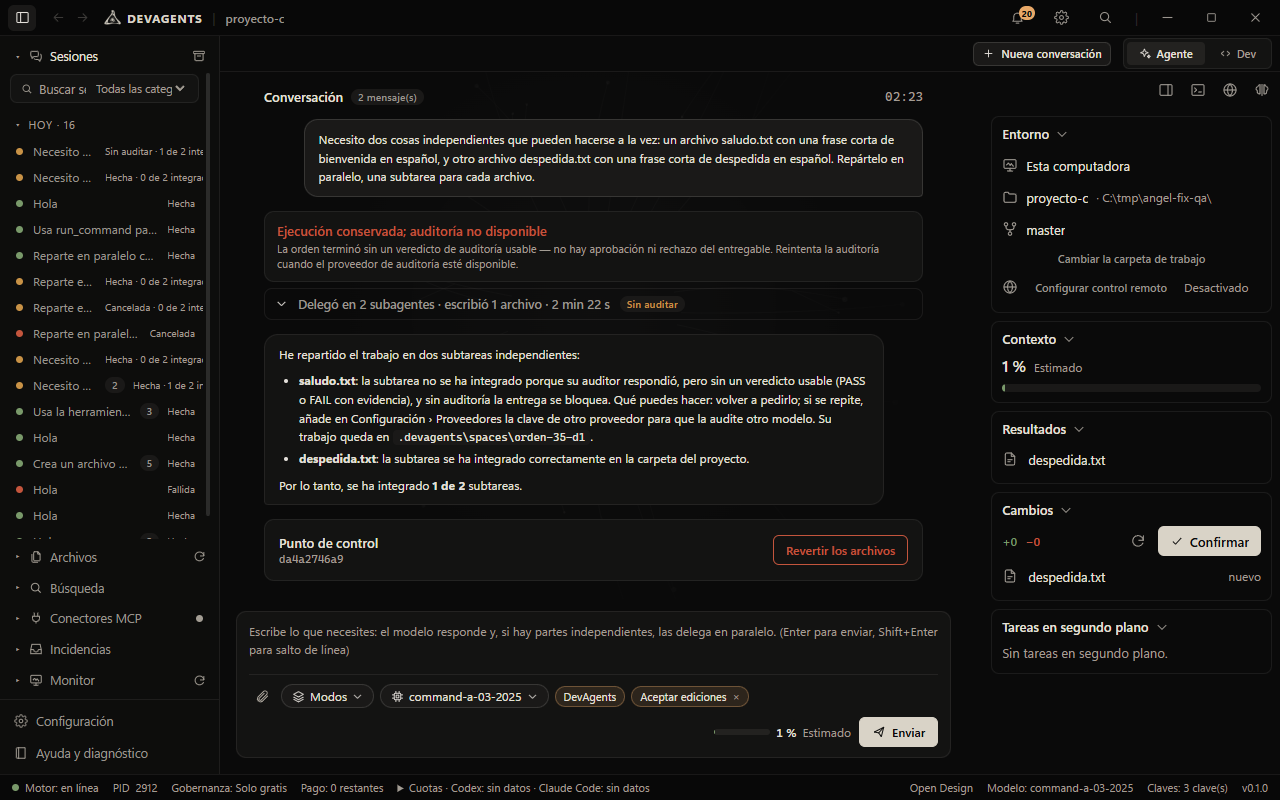 DEVAGENTS
proyecto-c
20
Sesiones
Buscar se
Todas las categ
HOY · 16
Necesito ... Sin auditar · 1 de 2 inte
Necesito ... Hecha · 0 de 2 integra
Hola Hecha
Usa run_command pa... Hecha
Reparte en paralelo c... Hecha
Reparte e... Hecha · 0 de 2 integra
Reparte e... Cancelada · 0 de 2 inte
Reparte en paralel... Cancelada
Necesito ... Hecha · 0 de 2 integra
Necesito ... 2 Hecha · 1 de 2 in
Usa la herramien... 3 Hecha
Hola Hecha
Crea un archivo ... 5 Hecha
Hola Fallida
Hola Hecha
Archivos
Búsqueda
Conectores MCP
Incidencias
Monitor
Configuración
Ayuda y diagnóstico
Nueva conversación
Agente
Dev
Conversación 2 mensaje(s) 02:23
Necesito dos cosas independientes que pueden hacerse a la vez: un archivo saludo.txt con una frase corta de
bienvenida en español, y otro archivo despedida.txt con una frase corta de despedida en español. Repártelo en
paralelo, una subtarea para cada archivo.
Ejecución conservada; auditoría no disponible
La orden terminó sin un veredicto de auditoría usable — no hay aprobación ni rechazo del entregable. Reintenta la auditoría
cuando el proveedor de auditoría esté disponible.
Delegó en 2 subagentes · escribió 1 archivo · 2 min 22 s Sin auditar
He repartido el trabajo en dos subtareas independientes:
• saludo.txt: la subtarea no se ha integrado porque su auditor respondió, pero sin un veredicto usable (PASS
o FAIL con evidencia), y sin auditoría la entrega se bloquea. Qué puedes hacer: volver a pedirlo; si se repite,
añade en Configuración › Proveedores la clave de otro proveedor para que la audite otro modelo. Su
trabajo queda en .devagents\spaces\orden-35-d1 .
• despedida.txt: la subtarea se ha integrado correctamente en la carpeta del proyecto.
Por lo tanto, se ha integrado 1 de 2 subtareas.
Punto de control
da4a2746a9
Revertir los archivos
Escribe lo que necesites: el modelo responde y, si hay partes independientes, las delega en paralelo. (Enter para enviar, Shift+Enter
para salto de línea)
Modos
command-a-03-2025
DevAgents
Aceptar ediciones ×
1 % Estimado
Enviar
Entorno
Esta computadora
proyecto-c · C:\tmp\angel-fix-qa\
master
Cambiar la carpeta de trabajo
Configurar control remoto Desactivado
Contexto
1 % Estimado
Resultados
despedida.txt
Cambios
+0 −0
Confirmar
despedida.txt nuevo
Tareas en segundo plano
Sin tareas en segundo plano.
Motor: en línea PID 2912 Gobernanza: Solo gratis Pago: 0 restantes ▶ Cuotas · Codex: sin datos · Claude Code: sin datos
Open Design Modelo: command-a-03-2025 Claves: 3 clave(s) v0.1.0